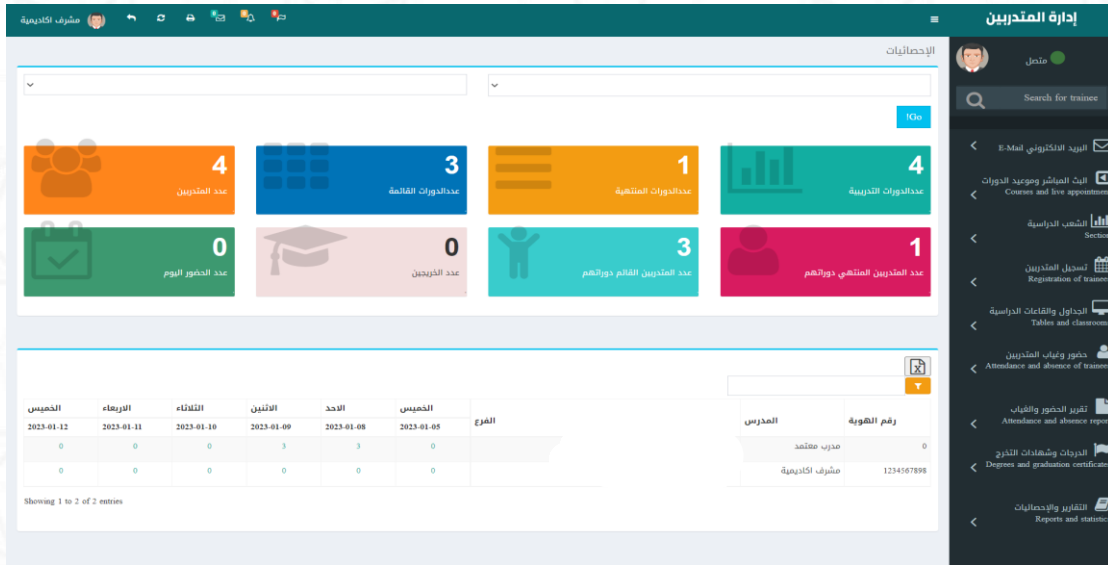 إدارة المتدربين
مشرف اكاديمية
متصل
Search for trainee
البريد الالكتروني E-Mail
البث المباشر وموعيد الدورات
Courses and live appointmen
الشعب الدراسية
Section
تسجيل المتدربين
Registration of trainee
الجداول والقاعات الدراسية
Tables and classroom
حضور وغياب المتدربين
Attendance and absence of trainee
تقرير الحضور والغياب
Attendance and absence repor
الدرجات وشهادات التخرج
Degrees and graduation certificate
التقارير والإحصائيات
Reports and statistic
الإحصائيات
!Go
4
عددالدورات التدريبية
1
عددالدورات المنتهية
3
عددالدورات القائمة
4
عدد المتدربين
1
عدد المتدربين المنتهي دوراتهم
3
عدد المتدربين القائم دوراتهم
0
عدد الخريجين
0
عدد الحضور اليوم
رقم الهوية المدرس الفرع الخميس الاحد الاثنين الثلاثاء الاربعاء الخميس
2023-01-05 2023-01-08 2023-01-09 2023-01-10 2023-01-11 2023-01-12
0 مدرب معتمد 0 3 3 0 0 0
1234567898 مشرف اكاديمية 0 0 0 0 0 0
Showing 1 to 2 of 2 entries